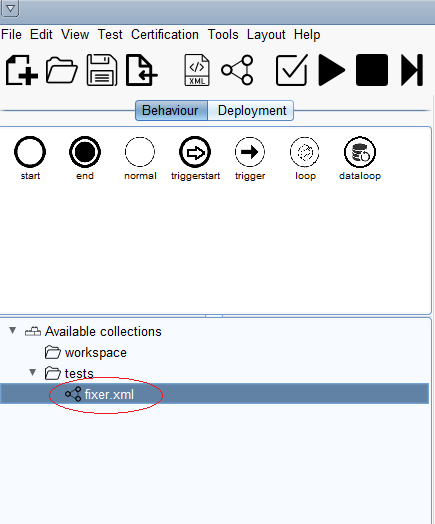 File Edit View Test Certification Tools Layout Help
XML
Behaviour Deployment
start end normal triggerstart trigger loop dataloop
Available collections
workspace
tests
fixer.xml